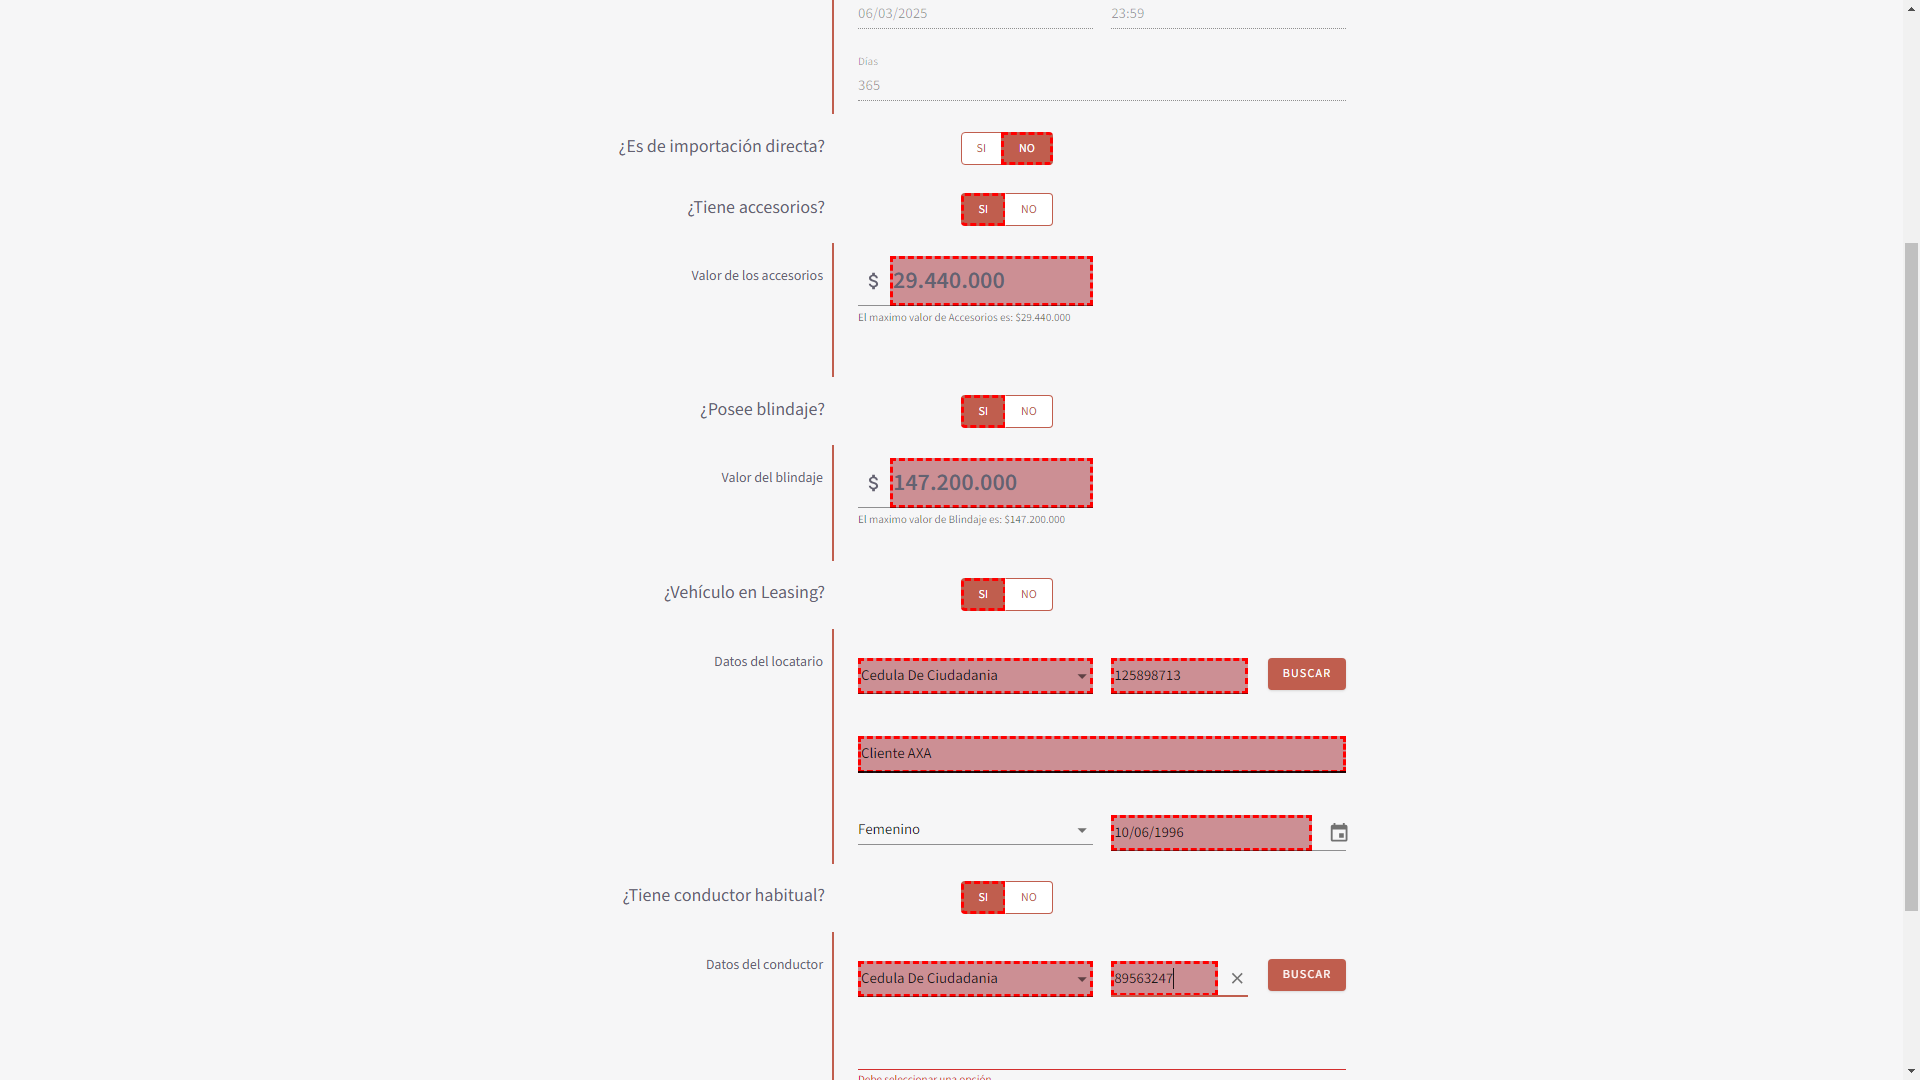 06/03/2025 23:59
Días
365
¿Es de importación directa? SI NO
¿Tiene accesorios? SI NO
Valor de los accesorios $ 29.440.000
El maximo valor de Accesorios es: $29.440.000
¿Posee blindaje? SI NO
Valor del blindaje $ 147.200.000
El maximo valor de Blindaje es: $147.200.000
¿Vehículo en Leasing? SI NO
Datos del locatario Cedula De Ciudadania 125898713 BUSCAR
Cliente AXA
Femenino 10/06/1996
¿Tiene conductor habitual? SI NO
Datos del conductor Cedula De Ciudadania 89563247 BUSCAR
Debe seleccionar una opción